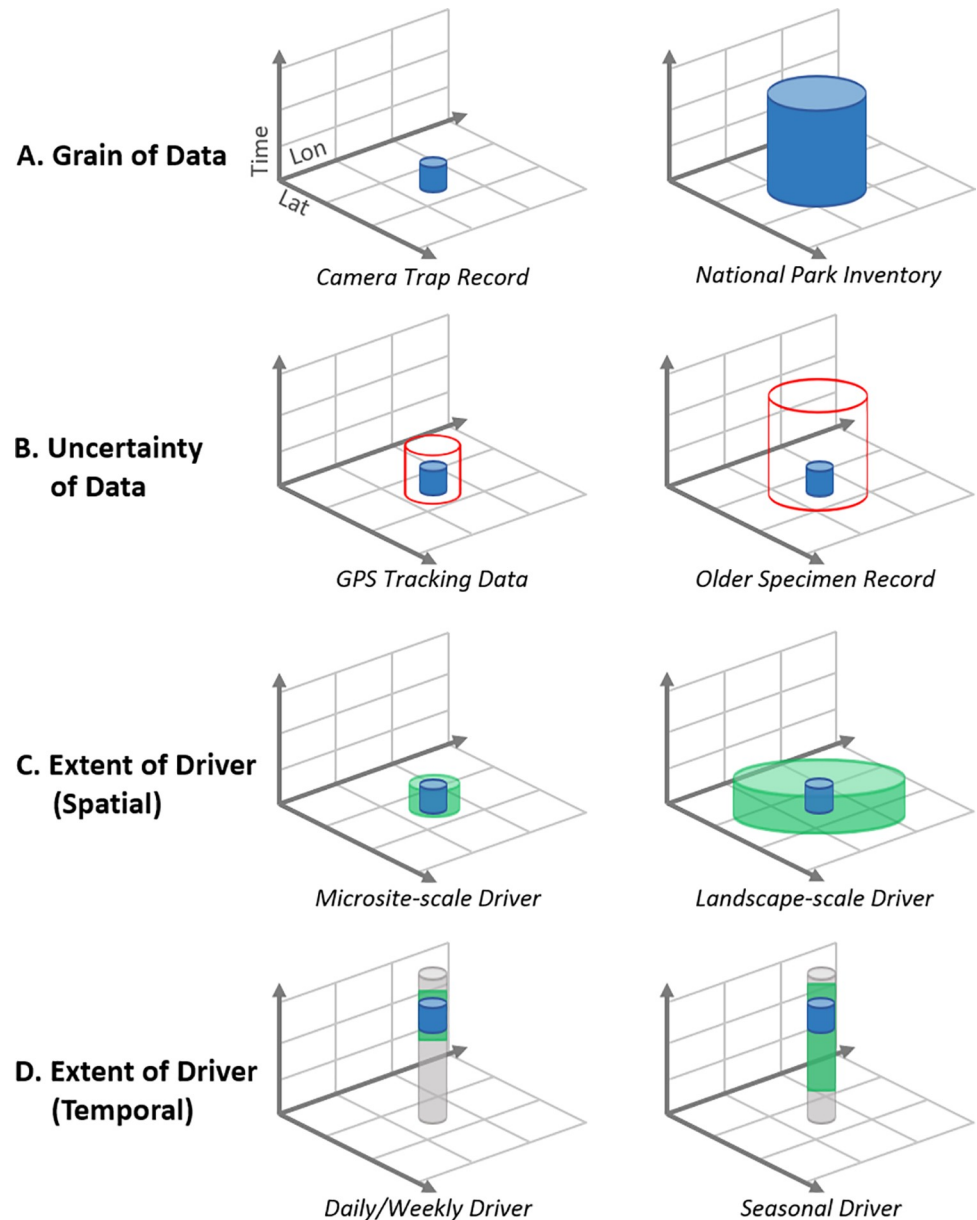 A. Grain of Data
Time
Lon
Lat
Camera Trap Record
National Park Inventory
B. Uncertainty
of Data
GPS Tracking Data
Older Specimen Record
C. Extent of Driver
(Spatial)
Microsite-scale Driver
Landscape-scale Driver
D. Extent of Driver
(Temporal)
Daily/Weekly Driver
Seasonal Driver